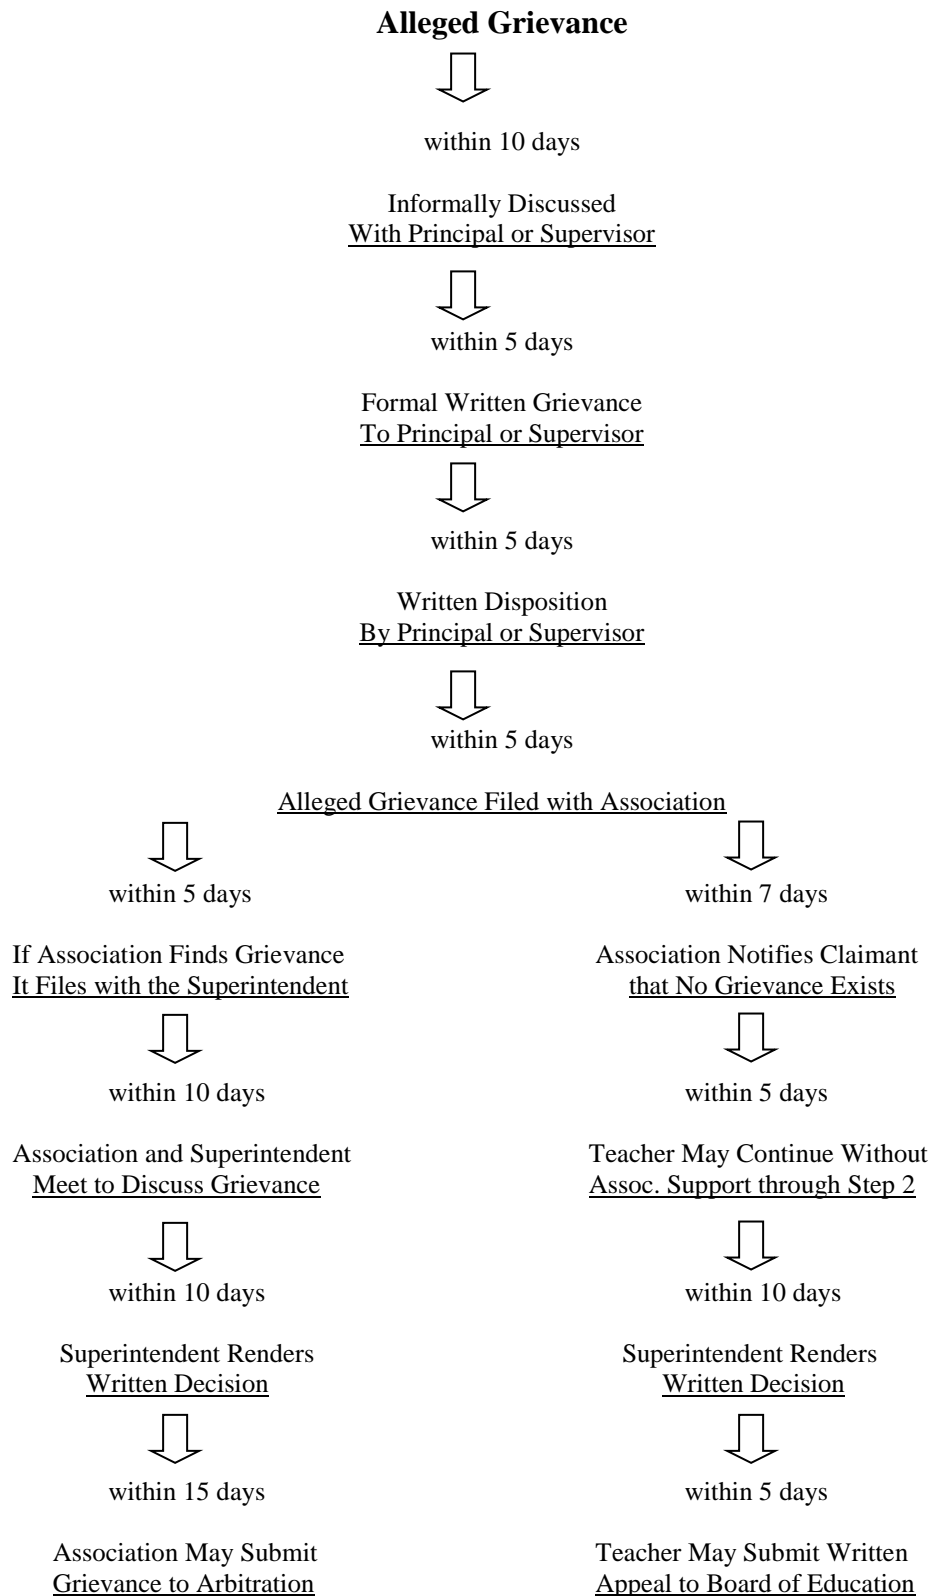 Alleged Grievance
within 10 days
Informally Discussed
With Principal or Supervisor
within 5 days
Formal Written Grievance
To Principal or Supervisor
within 5 days
Written Disposition
By Principal or Supervisor
within 5 days
Alleged Grievance Filed with Association
within 5 days
If Association Finds Grievance
It Files with the Superintendent
within 10 days
Association and Superintendent
Meet to Discuss Grievance
within 10 days
Superintendent Renders
Written Decision
within 15 days
Association May Submit
Grievance to Arbitration
within 7 days
Association Notifies Claimant
that No Grievance Exists
within 5 days
Teacher May Continue Without
Assoc. Support through Step 2
within 10 days
Superintendent Renders
Written Decision
within 5 days
Teacher May Submit Written
Appeal to Board of Education